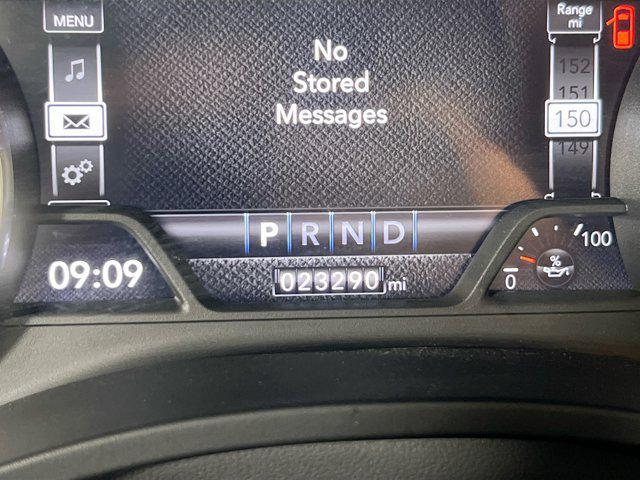 MENU
No
Stored
Messages
Range
mi
152
151
150
149
P R N D
09:09
023290 mi
0
%
100